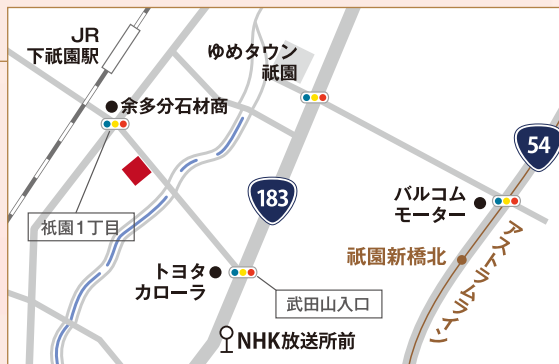 JR
下祇園駅
ゆめタウン
祇園
余多分石材商
54
183
バルコム
モーター
祇園1丁目
祇園新橋北
アストラムライン
トヨタ
カローラ
武田山入口
NHK放送所前